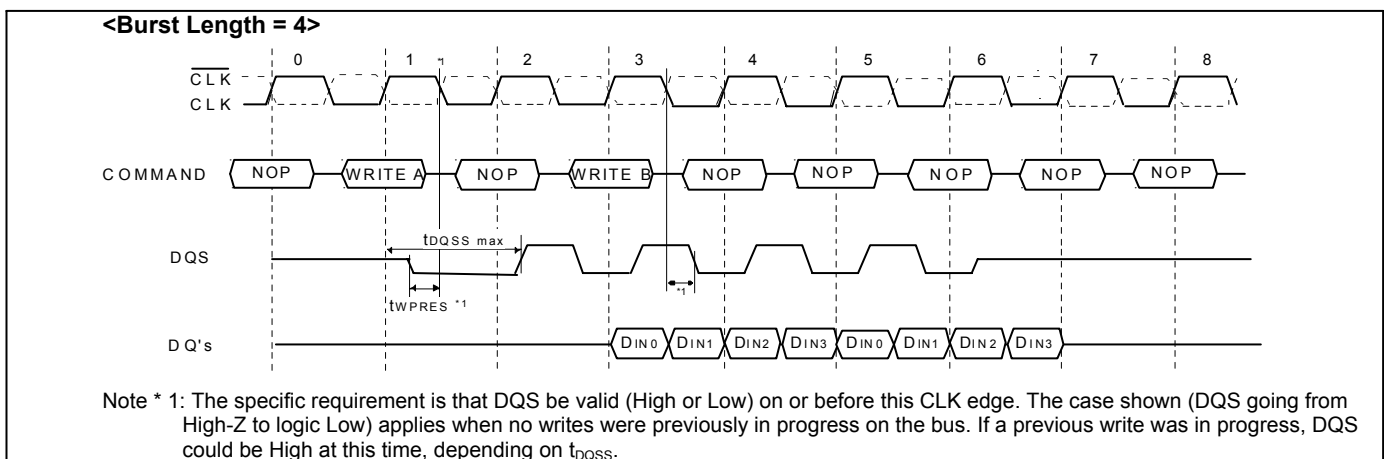 <Burst Length = 4>
0 1 *1 2 3 4 5 6 7 8
CLK
CLK
COMMAND NOP WRITE A NOP WRITE B NOP NOP NOP NOP NOP
tDQSS max
DQS
*1
tWPRES *1
DQ's DIN0 DIN1 DIN2 DIN3 DIN0 DIN1 DIN2 DIN3
Note * 1: The specific requirement is that DQS be valid (High or Low) on or before this CLK edge. The case shown (DQS going from
High-Z to logic Low) applies when no writes were previously in progress on the bus. If a previous write was in progress, DQS
could be High at this time, depending on tDQSS.